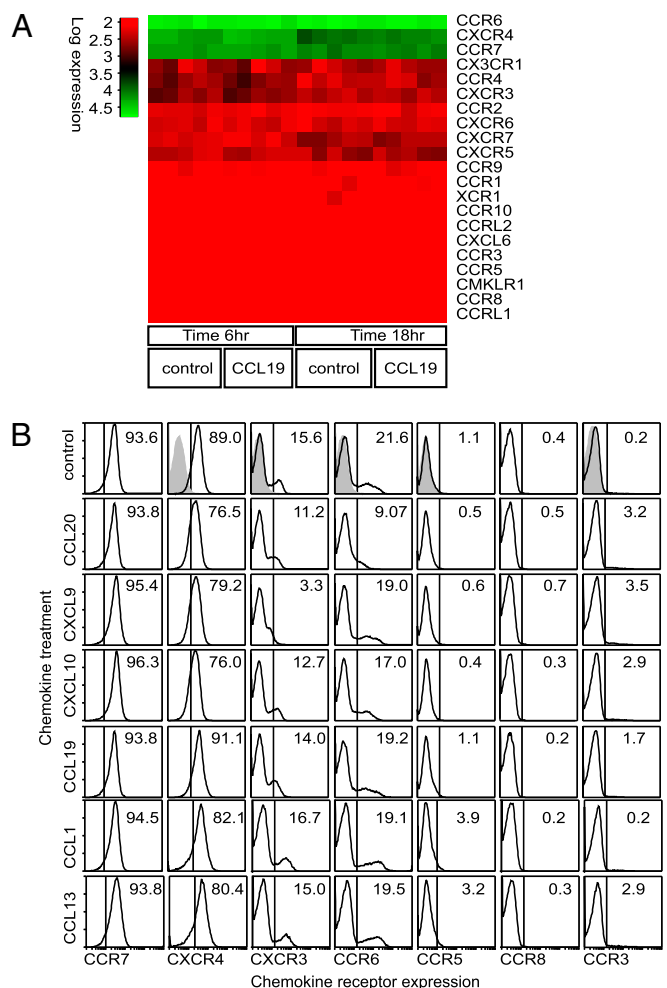 A
2
2.5
3
3.5
4
4.5
Log expression
CCR6
CXCR4
CCR7
CX3CR1
CCR4
CXCR3
CCR2
CXCR6
CXCR7
CXCR5
CCR9
CCR1
XCR1
CCR10
CCRL2
CXCL6
CCR3
CCR5
CMKLR1
CCR8
CCRL1
Time 6hr Time 18hr
control CCL19 control CCL19
B
Chemokine treatment
control 93.6 89.0 15.6 21.6 1.1 0.4 0.2
CCL20 93.8 76.5 11.2 9.07 0.5 0.5 3.2
CXCL9 95.4 79.2 3.3 19.0 0.6 0.7 3.5
CXCL10 96.3 76.0 12.7 17.0 0.4 0.3 2.9
CCL19 93.8 91.1 14.0 19.2 1.1 0.2 1.7
CCL1 94.5 82.1 16.7 19.1 3.9 0.2 0.2
CCL13 93.8 80.4 15.0 19.5 3.2 0.3 2.9
CCR7 CXCR4 CXCR3 CCR6 CCR5 CCR8 CCR3
Chemokine receptor expression